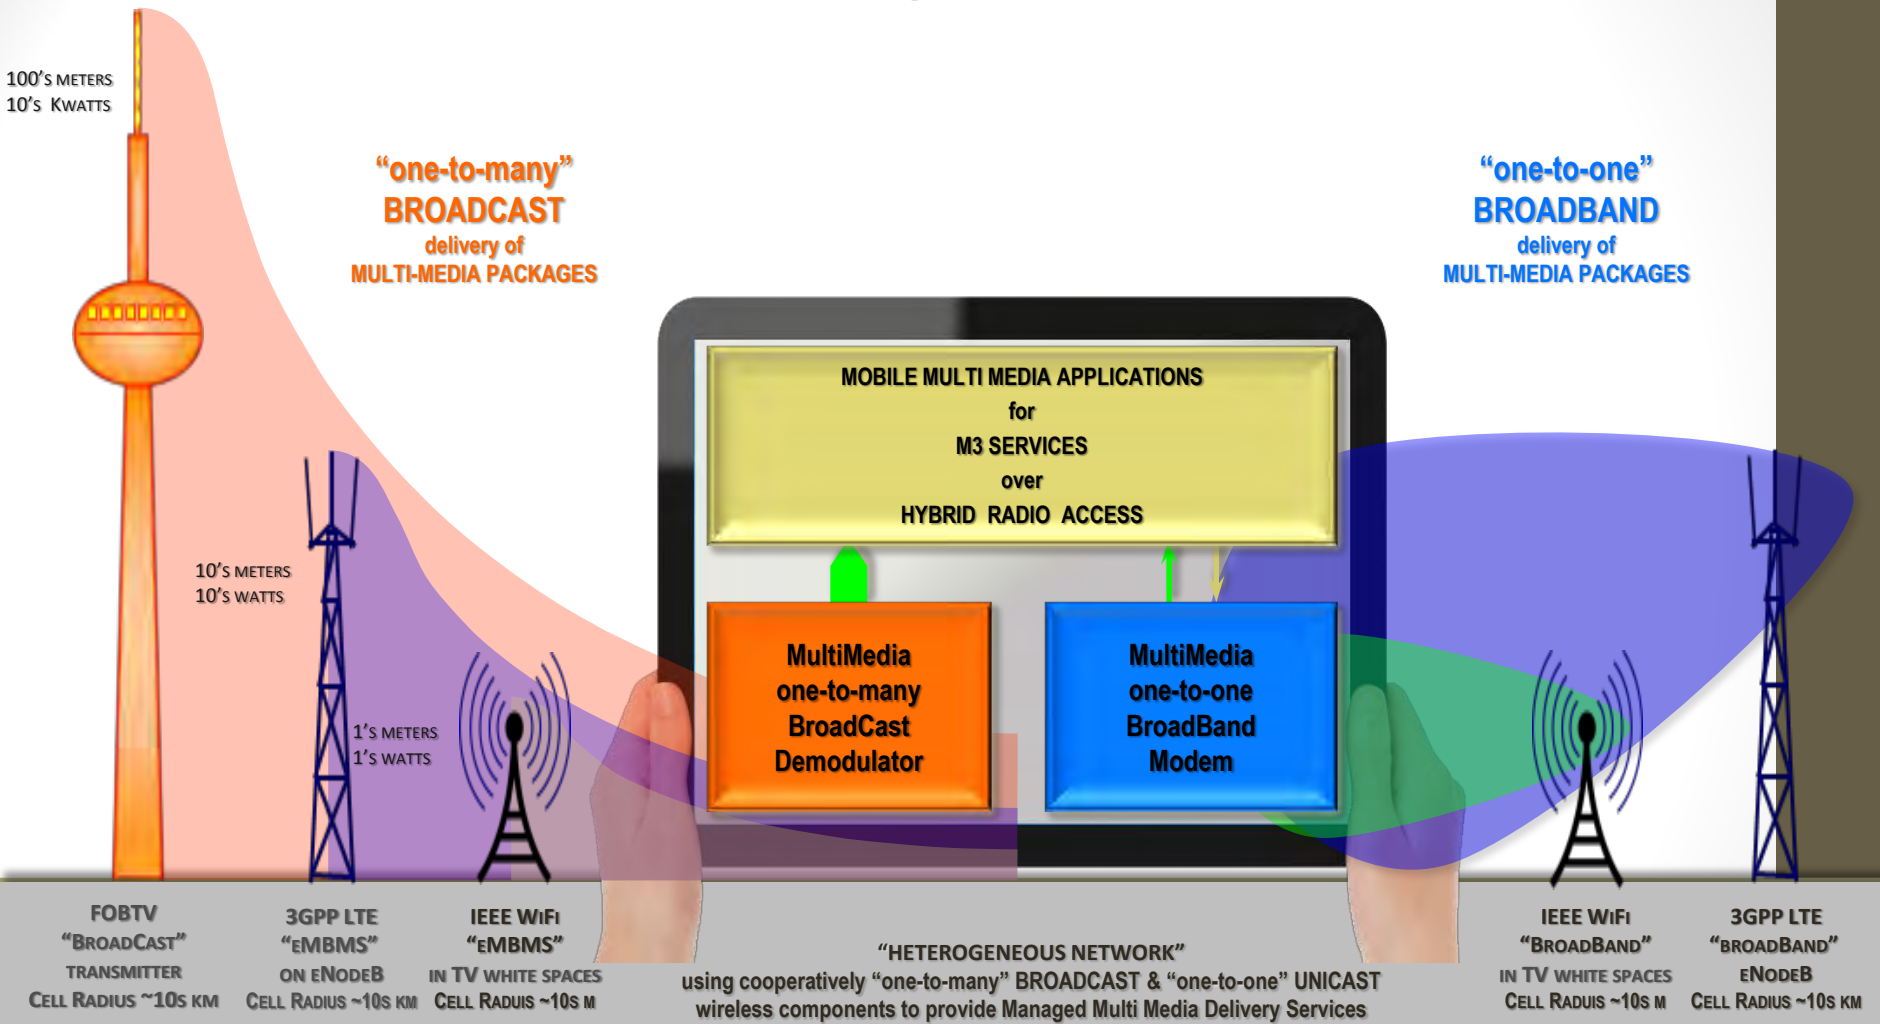 100's METERS
10's KWATTS
"one-to-many"
BROADCAST
delivery of
MULTI-MEDIA PACKAGES
"one-to-one"
BROADBAND
delivery of
MULTI-MEDIA PACKAGES
MOBILE MULTI MEDIA APPLICATIONS
for
M3 SERVICES
over
HYBRID RADIO ACCESS
10's METERS
10's WATTS
1's METERS
1's WATTS
MultiMedia
one-to-many
BroadCast
Demodulator
MultiMedia
one-to-one
BroadBand
Modem
FOBTV
"BROADCAST"
TRANSMITTER
CELL RADIUS ~10S KM
3GPP LTE
"EMBMS"
ON ENODEB
CELL RADIUS ~10S KM
IEEE WIFI
"EMBMS"
IN TV WHITE SPACES
CELL RADUIS ~10S M
"HETEROGENEOUS NETWORK"
using cooperatively "one-to-many" BROADCAST & "one-to-one" UNICAST
wireless components to provide Managed Multi Media Delivery Services
IEEE WIFI
"BROADBAND"
IN TV WHITE SPACES
CELL RADUIS ~10S M
3GPP LTE
"BROADBAND"
ENODEB
CELL RADIUS ~10S KM